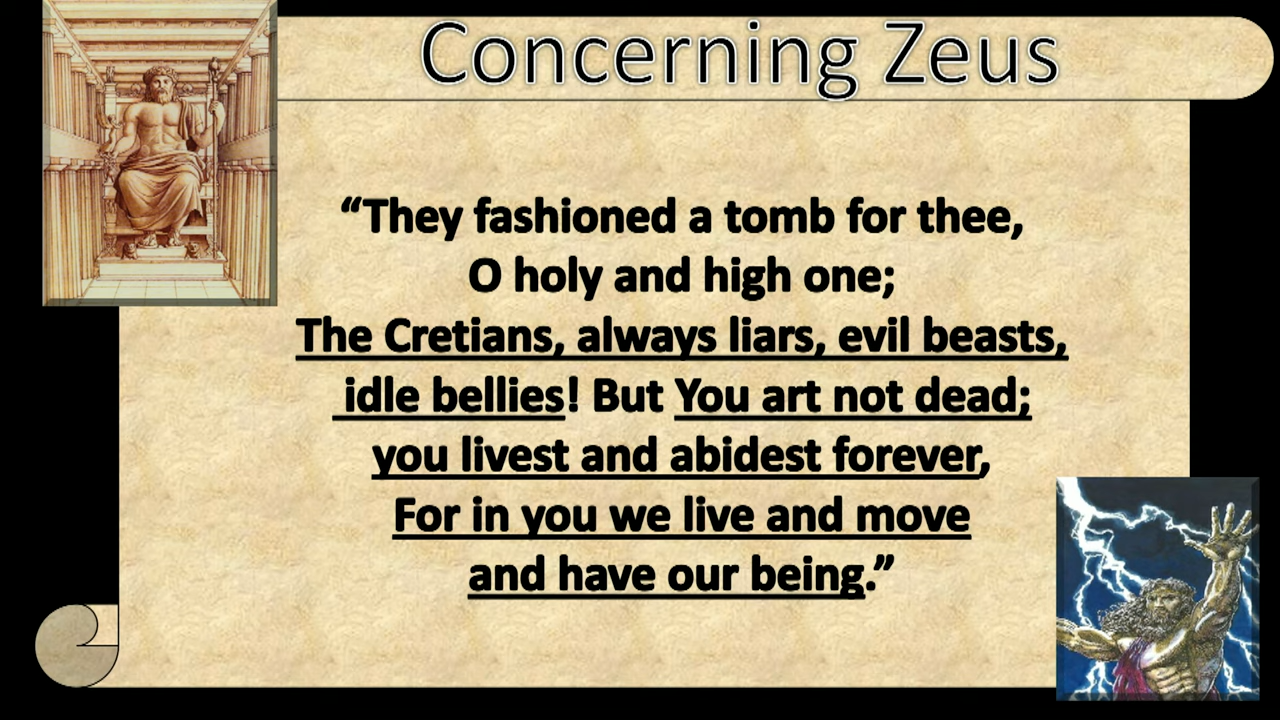 Concerning Zeus
“They fashioned a tomb for thee,
O holy and high one;
The Cretians, always liars, evil beasts,
idle bellies! But You art not dead;
you livest and abidest forever,
For in you we live and move
and have our being.”